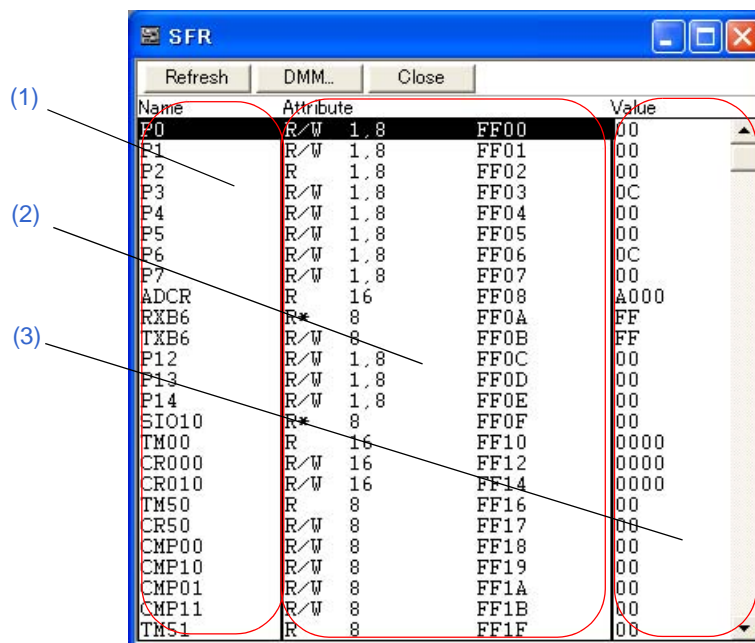 SFR
Refresh DMM... Close
Name Attribute Value
P0 R/W 1,8 FF00 00
(1)
P1 R/W 1,8 FF01 00
P2 R 1,8 FF02 00
P3 R/W 1,8 FF03 0C
P4 R/W 1,8 FF04 00
(2)
P5 R/W 1,8 FF05 00
P6 R/W 1,8 FF06 0C
P7 R/W 1,8 FF07 00
ADCR R 16 FF08 A000
RXB6 R* 8 FF0A FF
(3)
TXB6 R/W 8 FF0B FF
P12 R/W 1,8 FF0C 00
P13 R/W 1,8 FF0D 00
P14 R/W 1,8 FF0E 00
SIO10 R* 8 FF0F 00
TM00 R 16 FF10 0000
CR000 R/W 16 FF12 0000
CR010 R/W 16 FF14 0000
TM50 R 8 FF16 00
CR50 R/W 8 FF17 00
CMP00 R/W 8 FF18 00
CMP10 R/W 8 FF19 00
CMP01 R/W 8 FF1A 00
CMP11 R/W 8 FF1B 00
TM51 R 8 FF1F 00